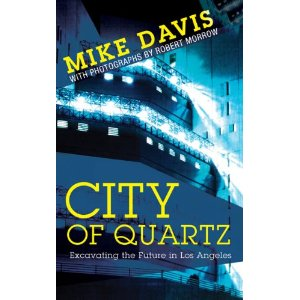 MIKE DAVIS
WITH PHOTOGRAPHS BY ROBERT MORROW
CITY
OF QUARTZ
Excavating the Future in Los Angeles